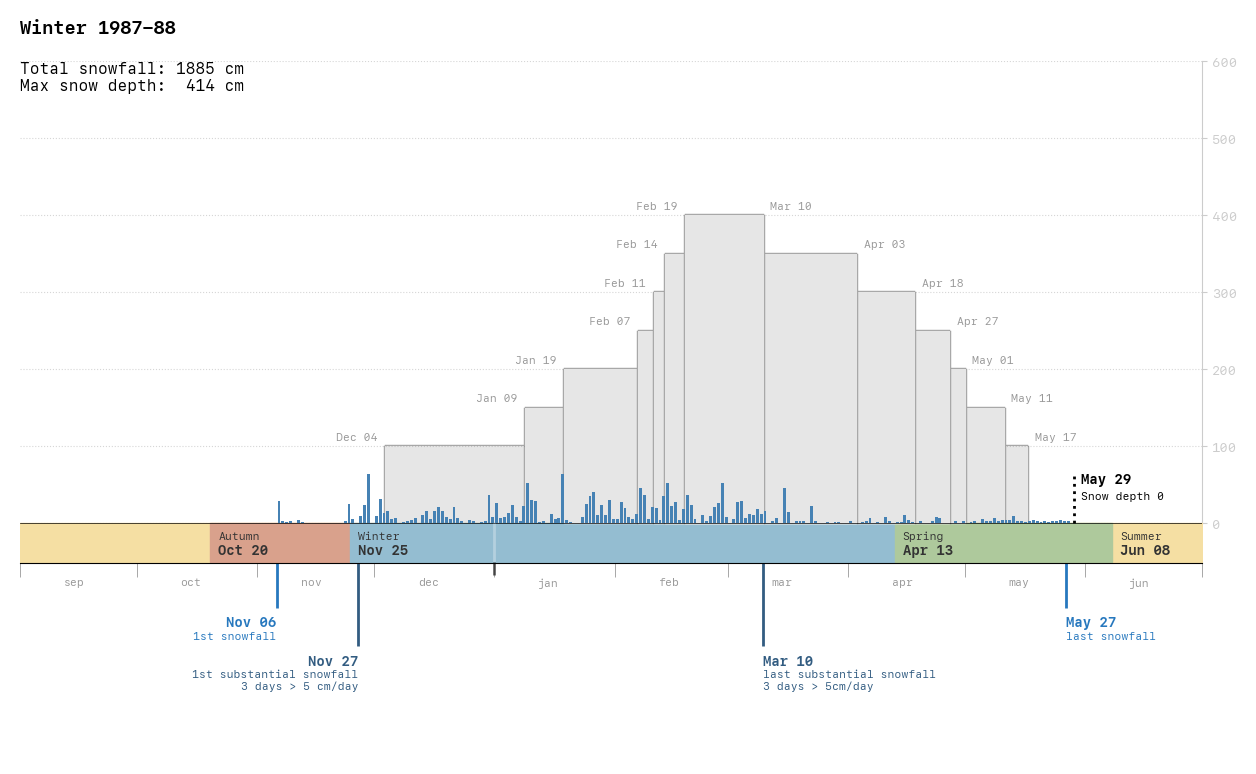 Winter 1987–88
Total snowfall: 1885 cm
Max snow depth:  414 cm
600
500
400
300
200
100
0
Feb 19
Mar 10
Feb 14
Apr 03
Feb 11
Apr 18
Feb 07
Apr 27
Jan 19
May 01
Jan 09
May 11
Dec 04
May 17
May 29
Snow depth 0
Autumn
Oct 20
Winter
Nov 25
Spring
Apr 13
Summer
Jun 08
sep
oct
nov
dec
jan
feb
mar
apr
may
jun
Nov 06
1st snowfall
May 27
last snowfall
Nov 27
1st substantial snowfall
3 days > 5 cm/day
Mar 10
last substantial snowfall
3 days > 5cm/day